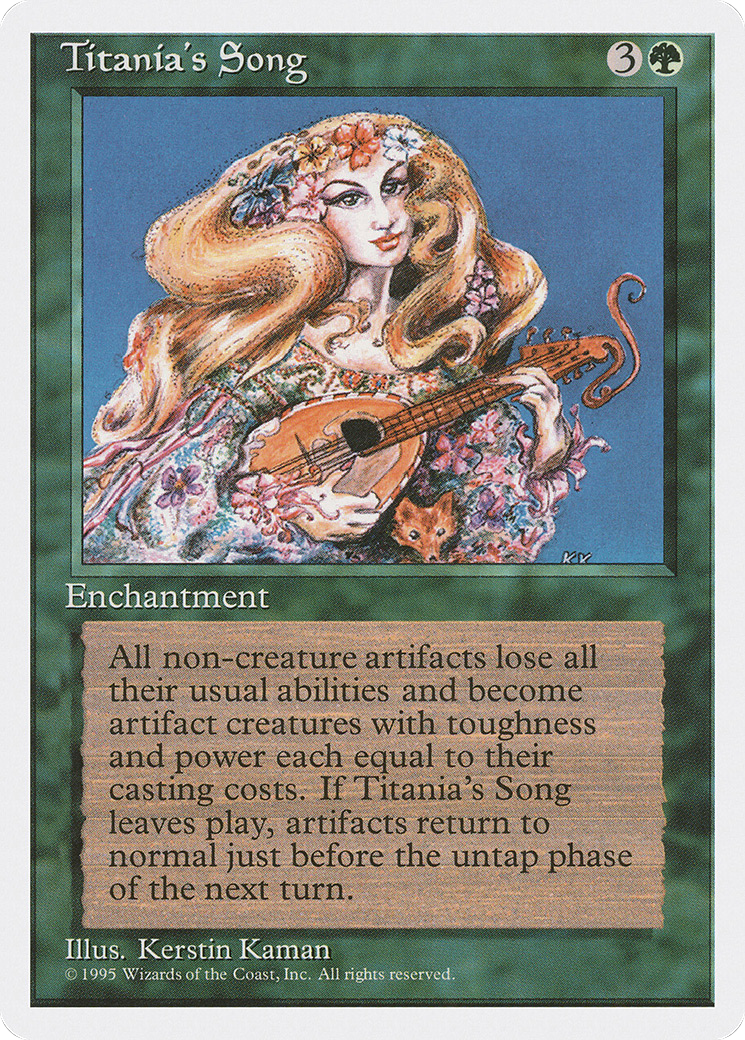 Titania's Song 3
Enchantment
All non-creature artifacts lose all
their usual abilities and become
artifact creatures with toughness
and power each equal to their
casting costs. If Titania's Song
leaves play, artifacts return to
normal just before the untap phase
of the next turn.
Illus. Kerstin Kaman
© 1995 Wizards of the Coast, Inc. All rights reserved.